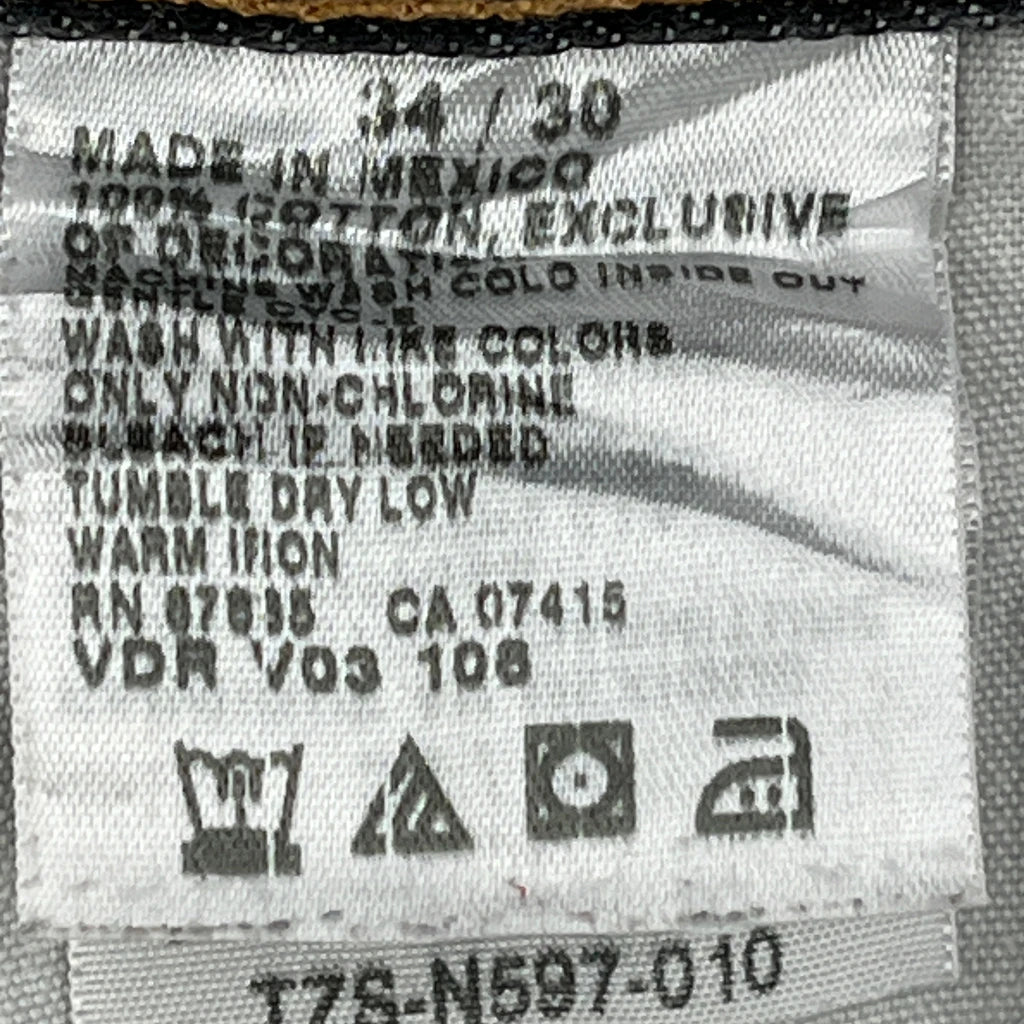 34 / 30
MADE IN MEXICO
100% COTTON, EXCLUSIVE
OF DECORATION
MACHINE WASH COLD INSIDE OUT
GENTLE CYCLE
WASH WITH LIKE COLORS
ONLY NON-CHLORINE
BLEACH IF NEEDED
TUMBLE DRY LOW
WARM IRON
RN CA 07415
VDR V03 108
T7S-N597-010